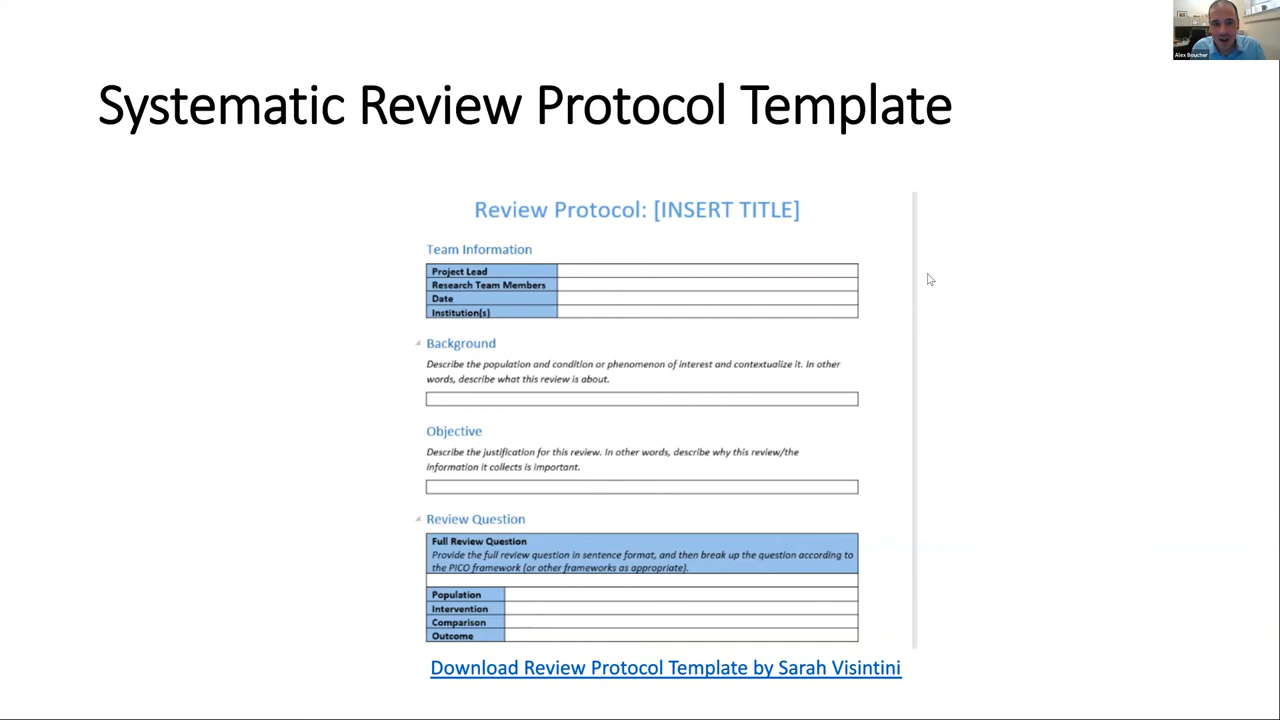 Alex Boucher
Systematic Review Protocol Template
Review Protocol: [INSERT TITLE]
Team Information
Project Lead
Research Team Members
Date
Institution(s)
Background
Describe the population and condition or phenomenon of interest and contextualize it. In other
words, describe what this review is about.
Objective
Describe the justification for this review. In other words, describe why this review/the
information it collects is important.
Review Question
Full Review Question
Provide the full review question in sentence format, and then break up the question according to
the PICO framework (or other frameworks as appropriate).
Population
Intervention
Comparison
Outcome
Download Review Protocol Template by Sarah Visintini